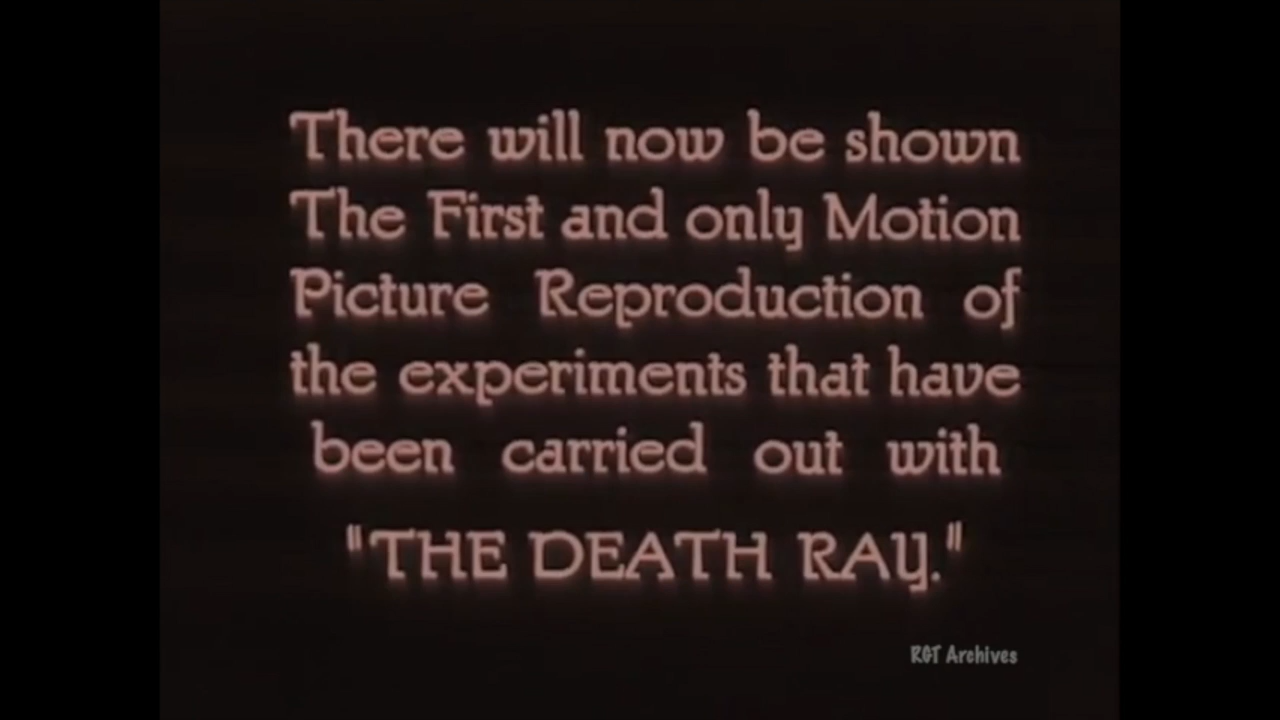 There will now be shown
The First and only Motion
Picture Reproduction of
the experiments that have
been carried out with
"THE DEATH RAY."
RGT Archives